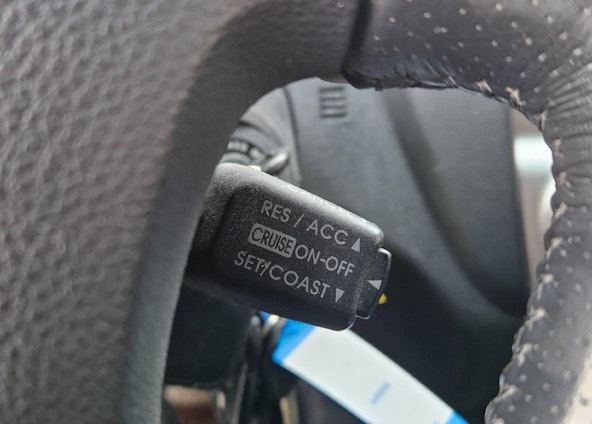 RES / ACC ▲
CRUISE ON-OFF ◀
SET/COAST ▼